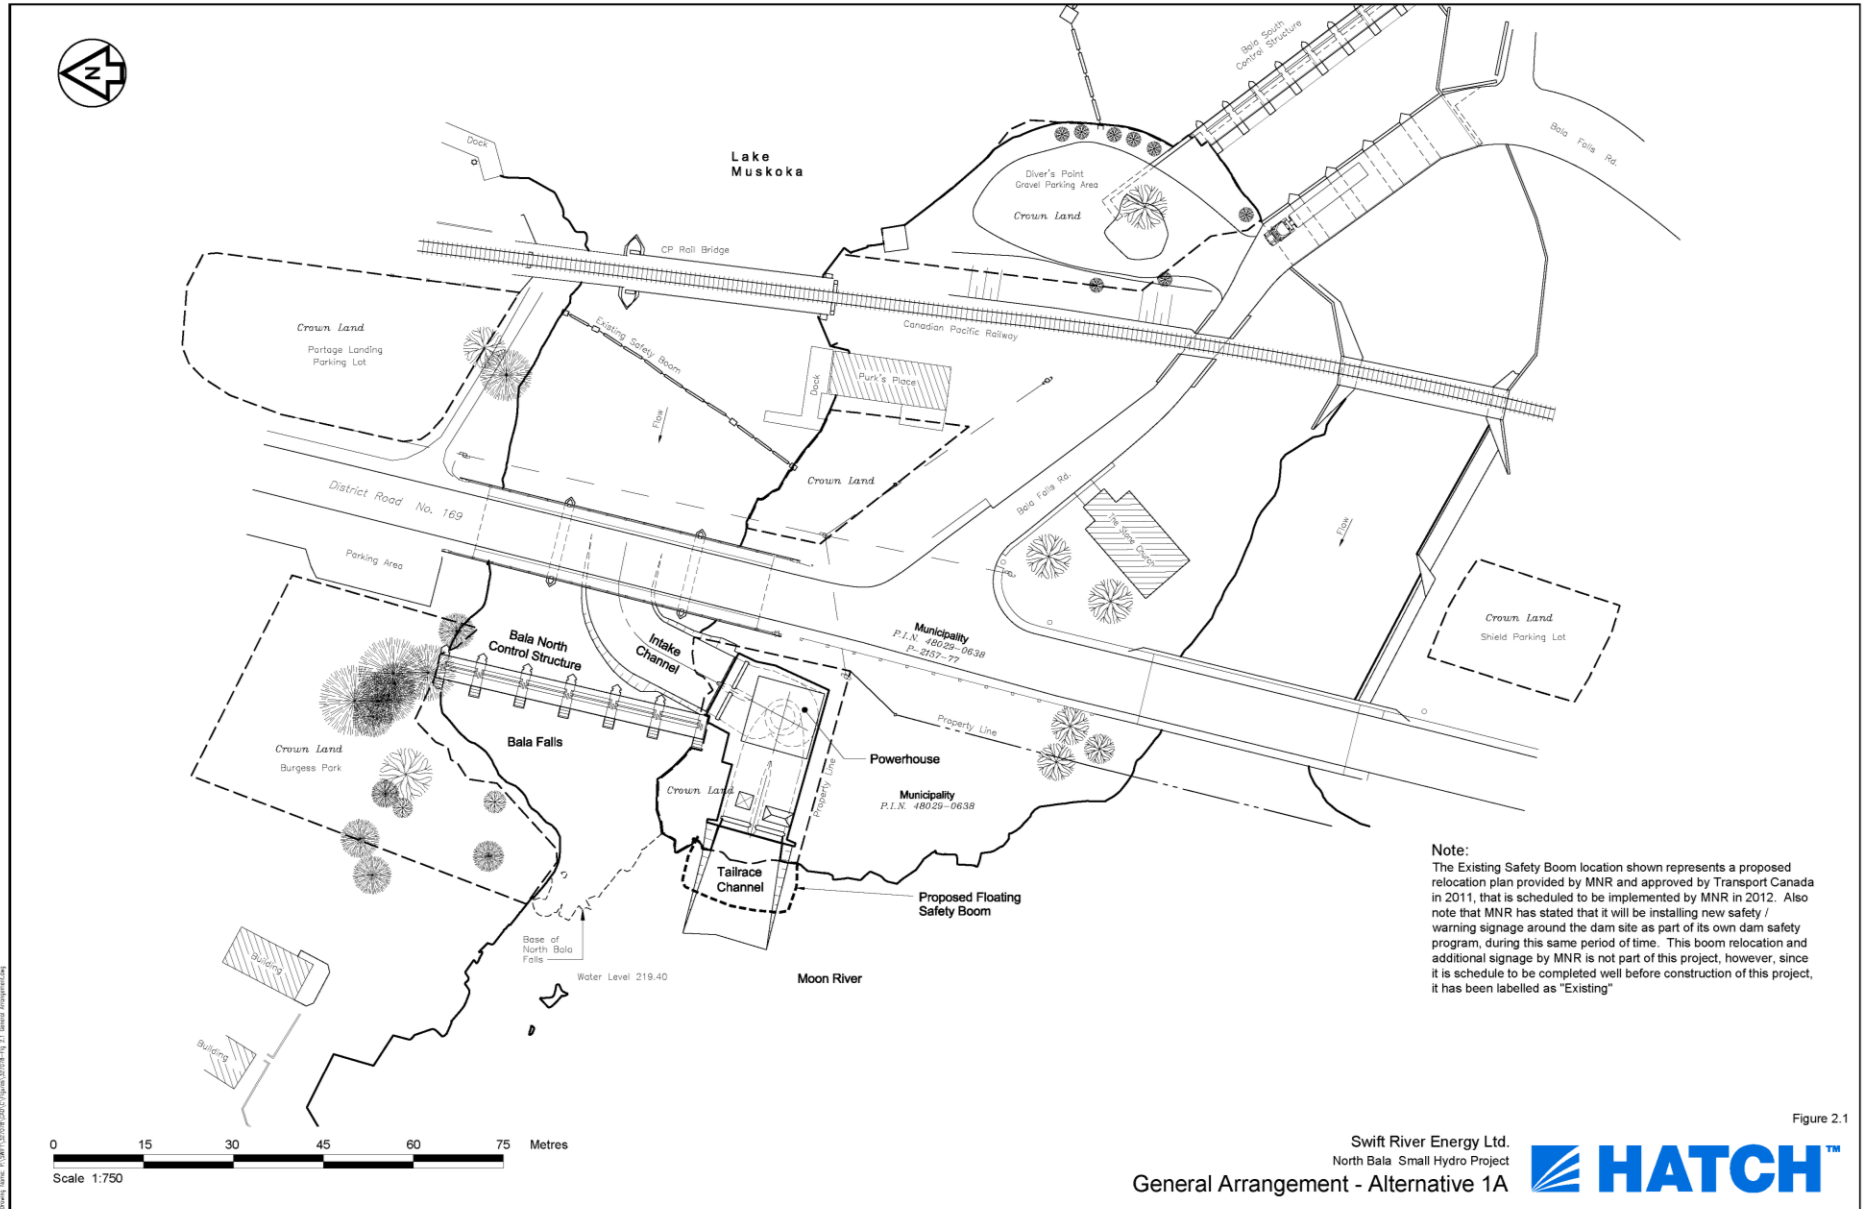 N
Bala South
Control Structure
Bala
Falls
Rd.
Dock
Lake
Muskoka
Diver's Point
Gravel Parking Area
Crown Land
CP Rail Bridge
Canadian Pacific Railway
Crown Land
Portage Landing
Parking Lot
Existing Safety Boom
Flow
Dock
Purk's Place
Crown Land
District Road No. 169
Bala Falls Rd.
The Stone Church
Flow
Parking Area
Crown Land
Shield Parking Lot
Bala North
Control Structure
Intake
Channel
Municipality
P.I.N. 48029-0638
P-2157-77
Property Line
Bala Falls
Crown Land
Burgess Park
Powerhouse
Crown Land
Property Line
Municipality
P.I.N. 48029-0638
Tailrace
Channel
Proposed Floating
Safety Boom
Base of
North Bala
Falls
Water Level 219.40
Moon River
Building
Building
Note:
The Existing Safety Boom location shown represents a proposed
relocation plan provided by MNR and approved by Transport Canada
in 2011, that is scheduled to be implemented by MNR in 2012. Also
note that MNR has stated that it will be installing new safety /
warning signage around the dam site as part of its own dam safety
program, during this same period of time. This boom relocation and
additional signage by MNR is not part of this project, however, since
it is schedule to be completed well before construction of this project,
it has been labelled as "Existing"
Figure 2.1
0 15 30 45 60 75 Metres
Scale 1:750
Swift River Energy Ltd.
North Bala Small Hydro Project
General Arrangement - Alternative 1A
HATCH™